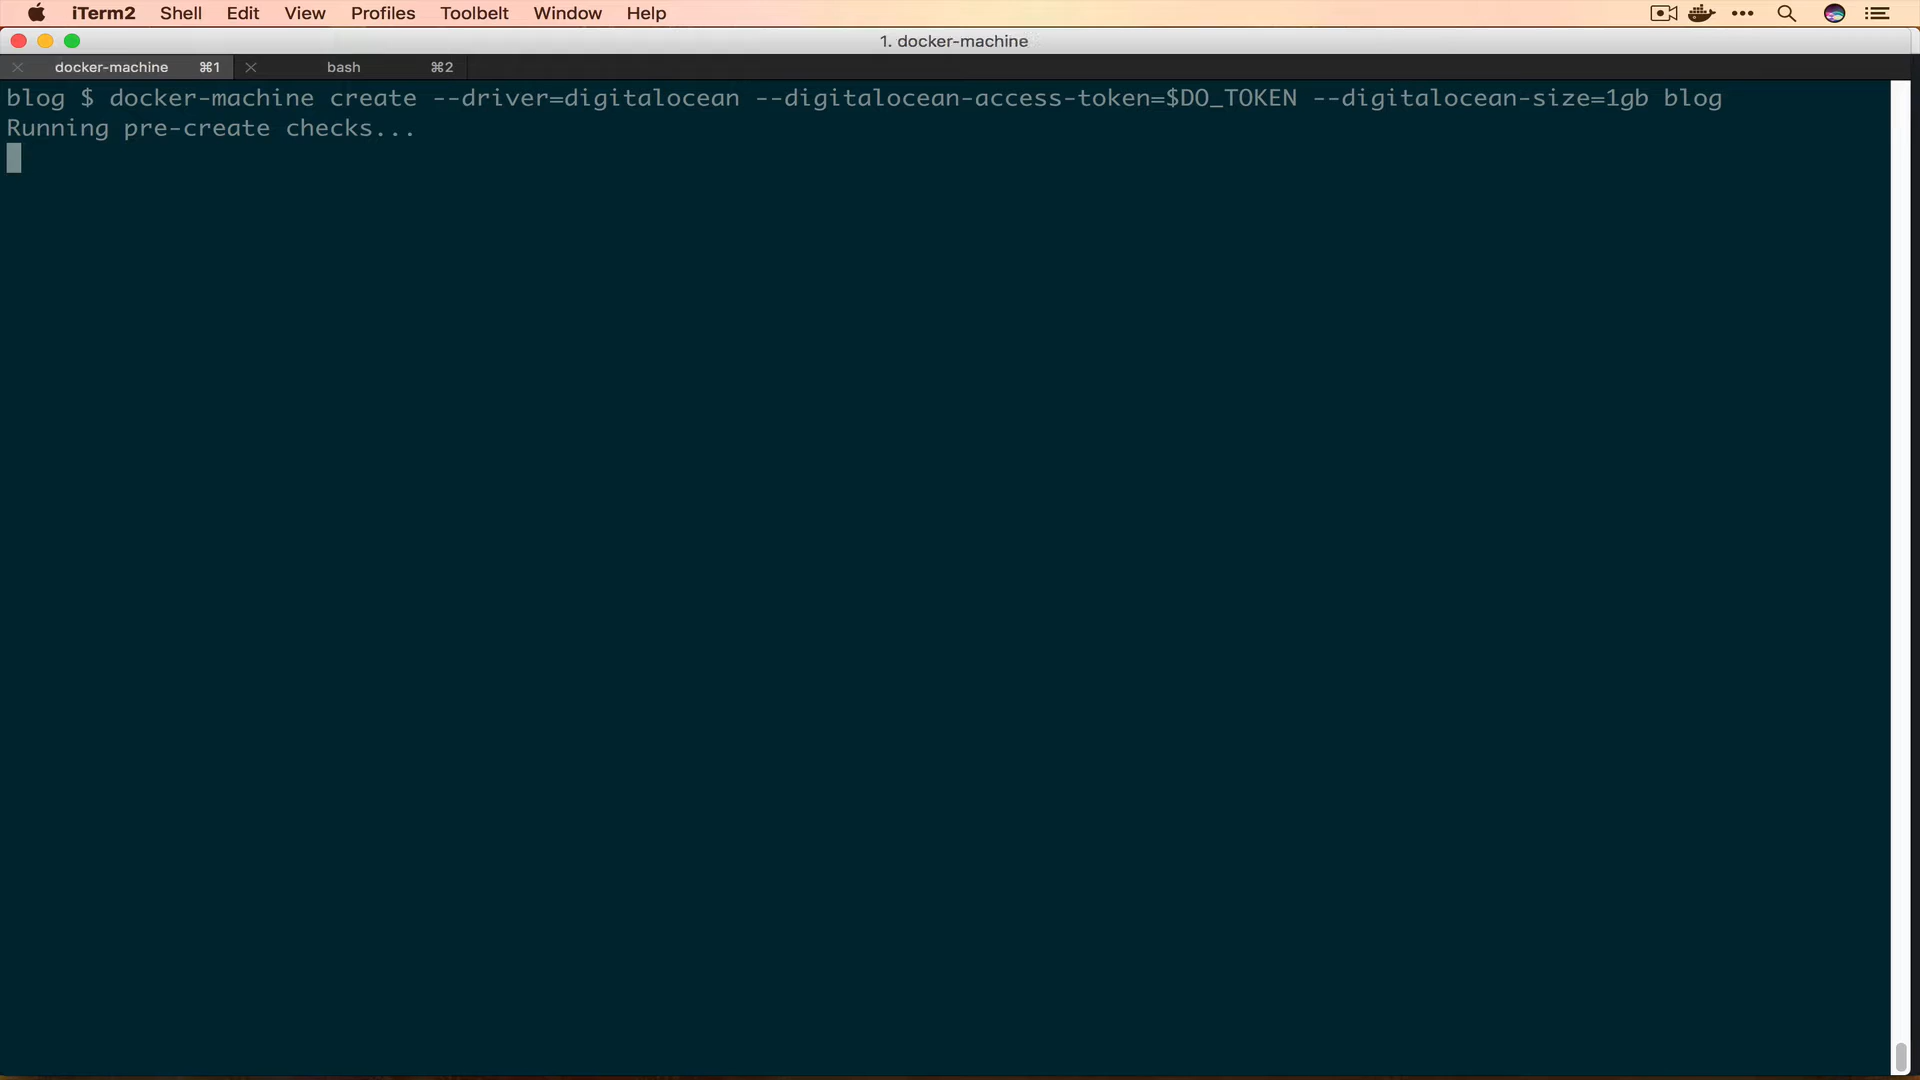 iTerm2 Shell Edit View Profiles Toolbelt Window Help
1. docker-machine
docker-machine ⌘1 bash ⌘2
blog $ docker-machine create --driver=digitalocean --digitalocean-access-token=$DO_TOKEN --digitalocean-size=1gb blog
Running pre-create checks...